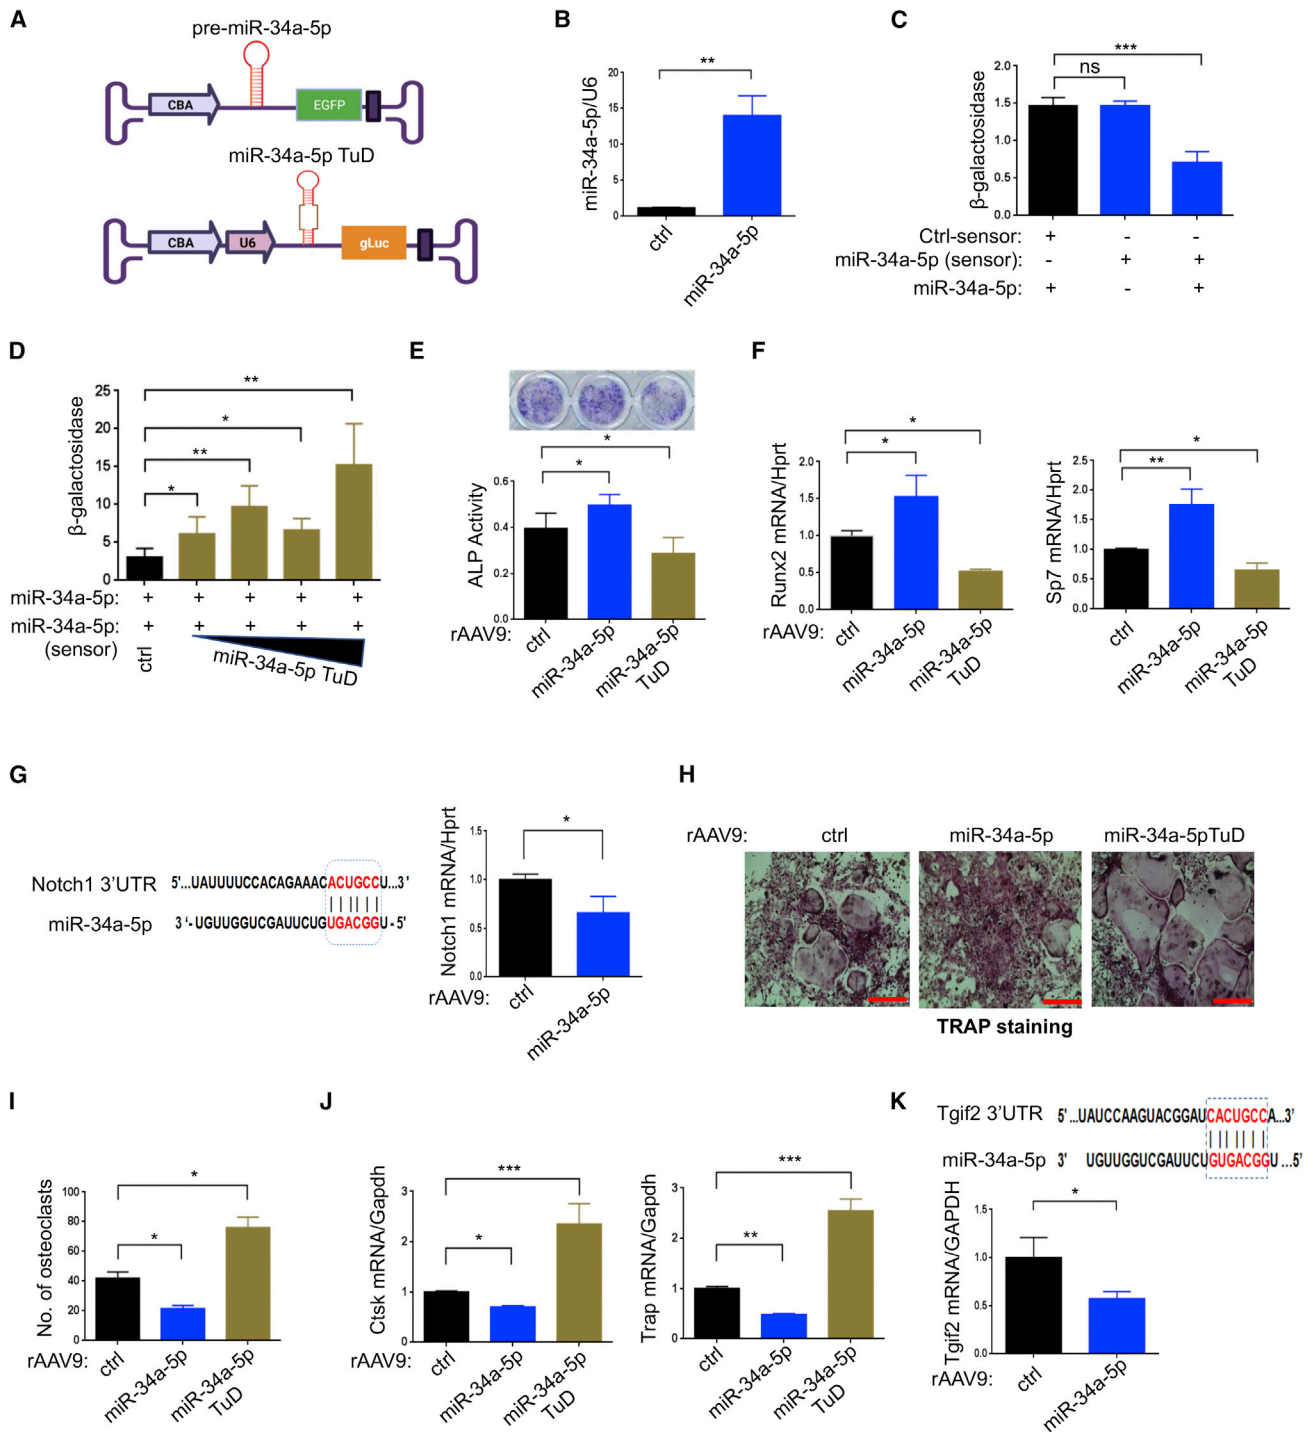 A
pre-miR-34a-5p
CBA
EGFP
miR-34a-5p TuD
CBA
U6
gLuc
B
**
miR-34a-5p/U6
20
15
10
5
0
ctrl
miR-34a-5p
C
***
ns
β-galactosidase
2.0
1.5
1.0
0.5
0.0
Ctrl-sensor: + - -
miR-34a-5p (sensor): - + +
miR-34a-5p: + - +
D
**
*
**
*
β-galactosidase
25
20
15
10
5
0
miR-34a-5p: + + + + +
miR-34a-5p: + + + + +
(sensor)
ctrl
miR-34a-5p TuD
E
*
*
ALP Activity
0.6
0.4
0.2
0.0
rAAV9:
ctrl
miR-34a-5p
miR-34a-5p
TuD
F
*
*
Runx2 mRNA/Hprt
2.0
1.5
1.0
0.5
0.0
rAAV9:
ctrl
miR-34a-5p
miR-34a-5p
TuD
*
**
Sp7 mRNA/Hprt
2.5
2.0
1.5
1.0
0.5
0.0
ctrl
miR-34a-5p
miR-34a-5p
TuD
G
Notch1 3'UTR 5'...UAUUUUCCACAGAAACACUGCCU...3'
miR-34a-5p 3'-UGUUGGUCGAUUCUGUGACGGU-5'
*
Notch1 mRNA/Hprt
1.5
1.0
0.5
0.0
rAAV9:
ctrl
miR-34a-5p
H
rAAV9: ctrl miR-34a-5p miR-34a-5pTuD
TRAP staining
I
*
*
No. of osteoclasts
100
80
60
40
20
0
rAAV9:
ctrl
miR-34a-5p
miR-34a-5p
TuD
J
***
*
Ctsk mRNA/Gapdh
3
2
1
0
rAAV9:
ctrl
miR-34a-5p
miR-34a-5p
TuD
***
**
Trap mRNA/Gapdh
3
2
1
0
ctrl
miR-34a-5p
miR-34a-5p
TuD
K
Tgif2 3'UTR 5' ...UAUCCAAGUACGGAUCACUGCCA...3'
miR-34a-5p 3' UGUUGGUCGAUUCUGUGACGGU ...5'
*
Tgif2 mRNA/GAPDH
1.5
1.0
0.5
0.0
rAAV9:
ctrl
miR-34a-5p